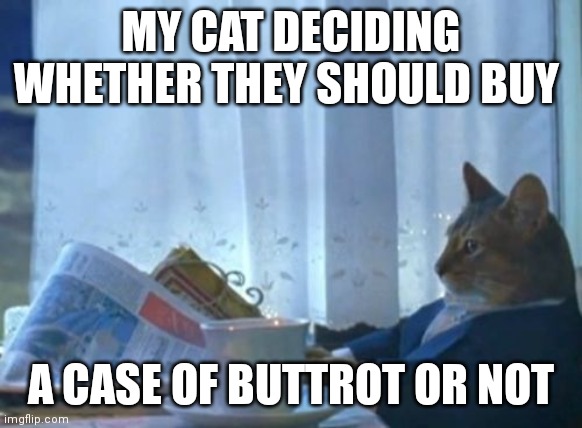 MY CAT DECIDING
WHETHER THEY SHOULD BUY
A CASE OF BUTTROT OR NOT
imgflip.com